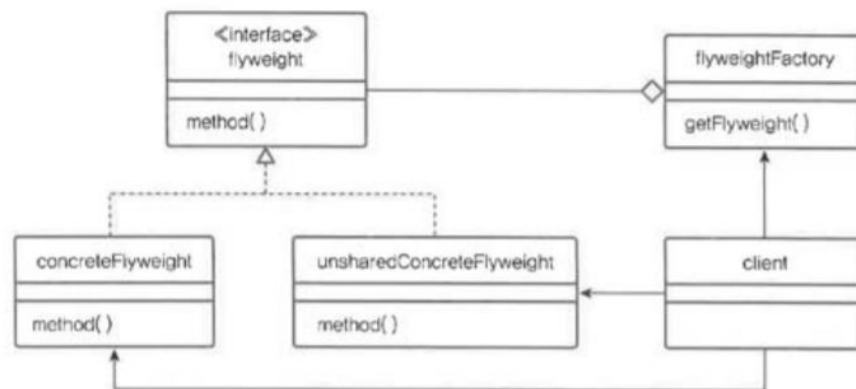 ≪interface≫
flyweight
method( )
flyweightFactory
getFlyweight( )
concreteFlyweight
method( )
unsharedConcreteFlyweight
method( )
client